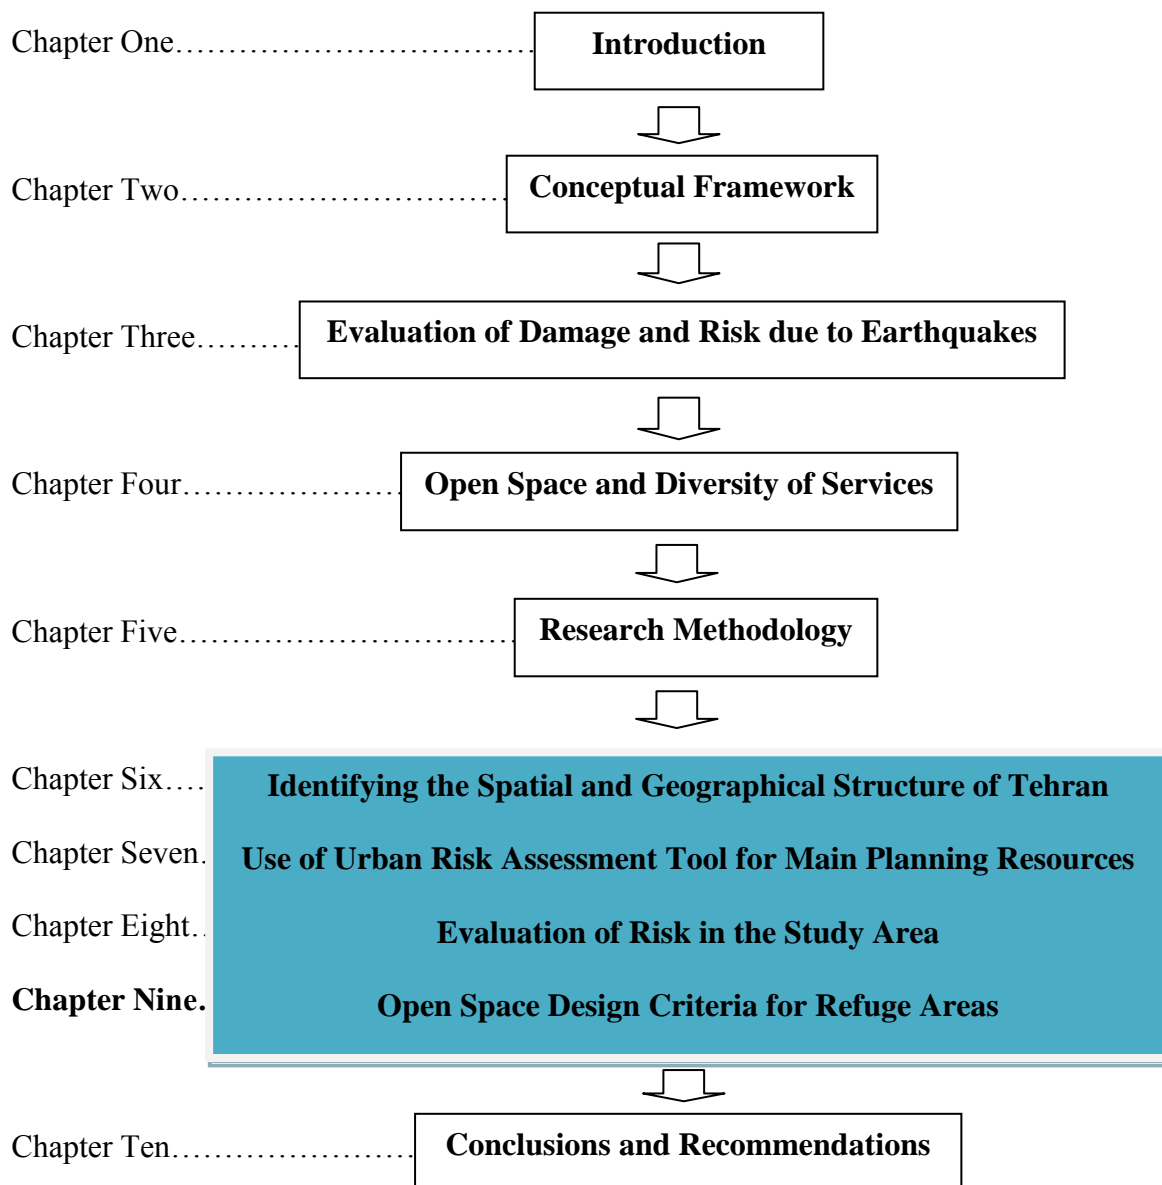 Chapter One……………………………. Introduction
Chapter Two………………………….. Conceptual Framework
Chapter Three………. Evaluation of Damage and Risk due to Earthquakes
Chapter Four………………… Open Space and Diversity of Services
Chapter Five…………………………. Research Methodology
Chapter Six…. Identifying the Spatial and Geographical Structure of Tehran
Chapter Seven. Use of Urban Risk Assessment Tool for Main Planning Resources
Chapter Eight.. Evaluation of Risk in the Study Area
Chapter Nine. Open Space Design Criteria for Refuge Areas
Chapter Ten………………….. Conclusions and Recommendations